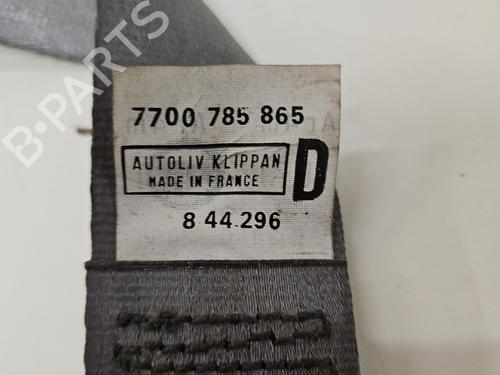 B-PARTS
7700 785 865
AUTOLIV KLIPPAN
MADE IN FRANCE
D
8 44.296